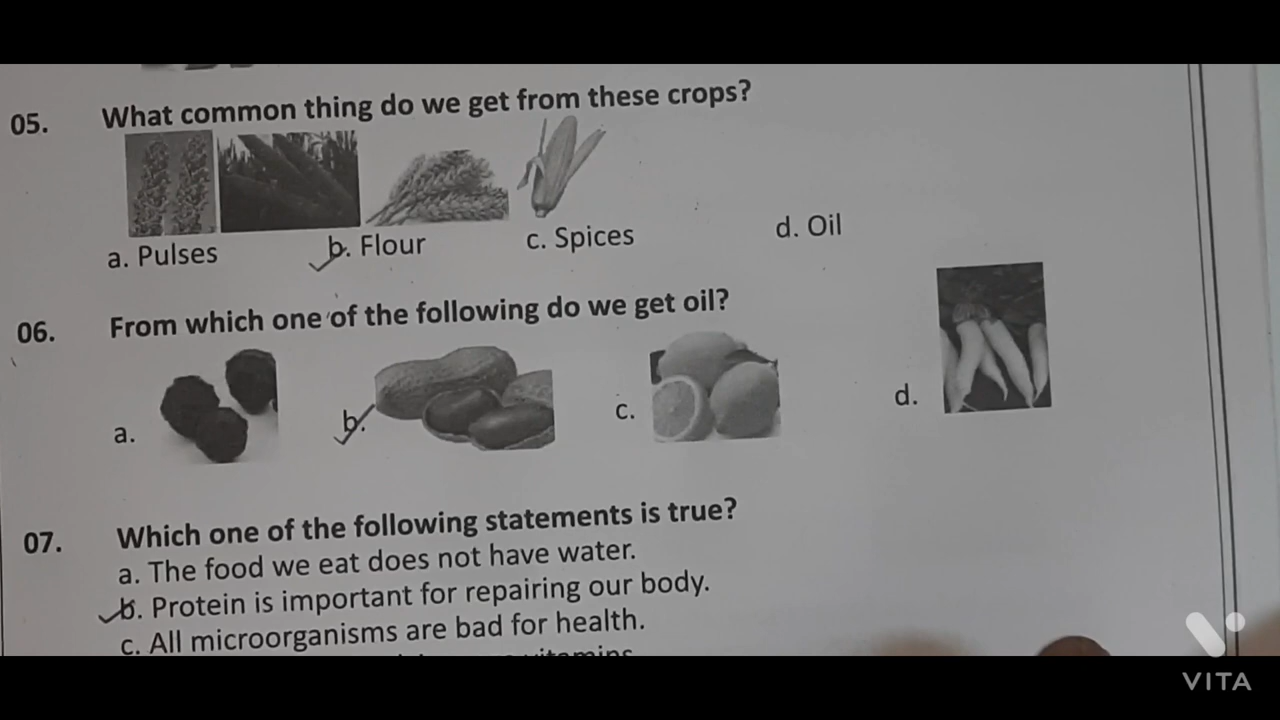 05. What common thing do we get from these crops?
a. Pulses b. Flour c. Spices d. Oil
06. From which one of the following do we get oil?
a. b. c. d.
07. Which one of the following statements is true?
a. The food we eat does not have water.
b. Protein is important for repairing our body.
c. All microorganisms are bad for health.
vitamins
VITA